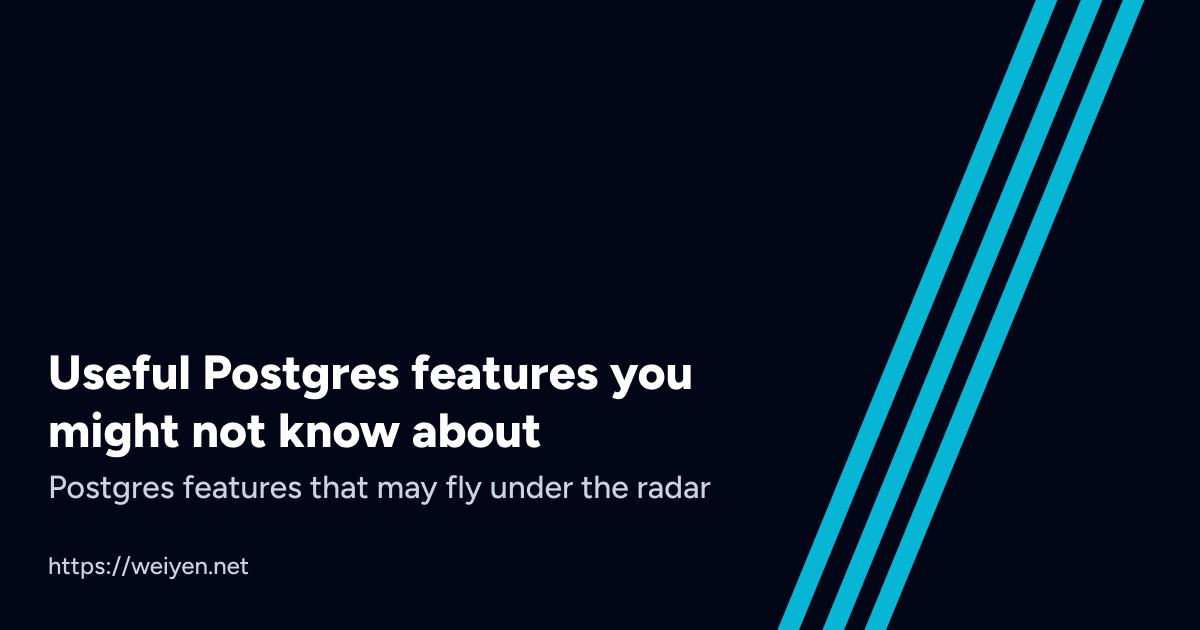 Useful Postgres features you
might not know about
Postgres features that may fly under the radar
https://weiyen.net